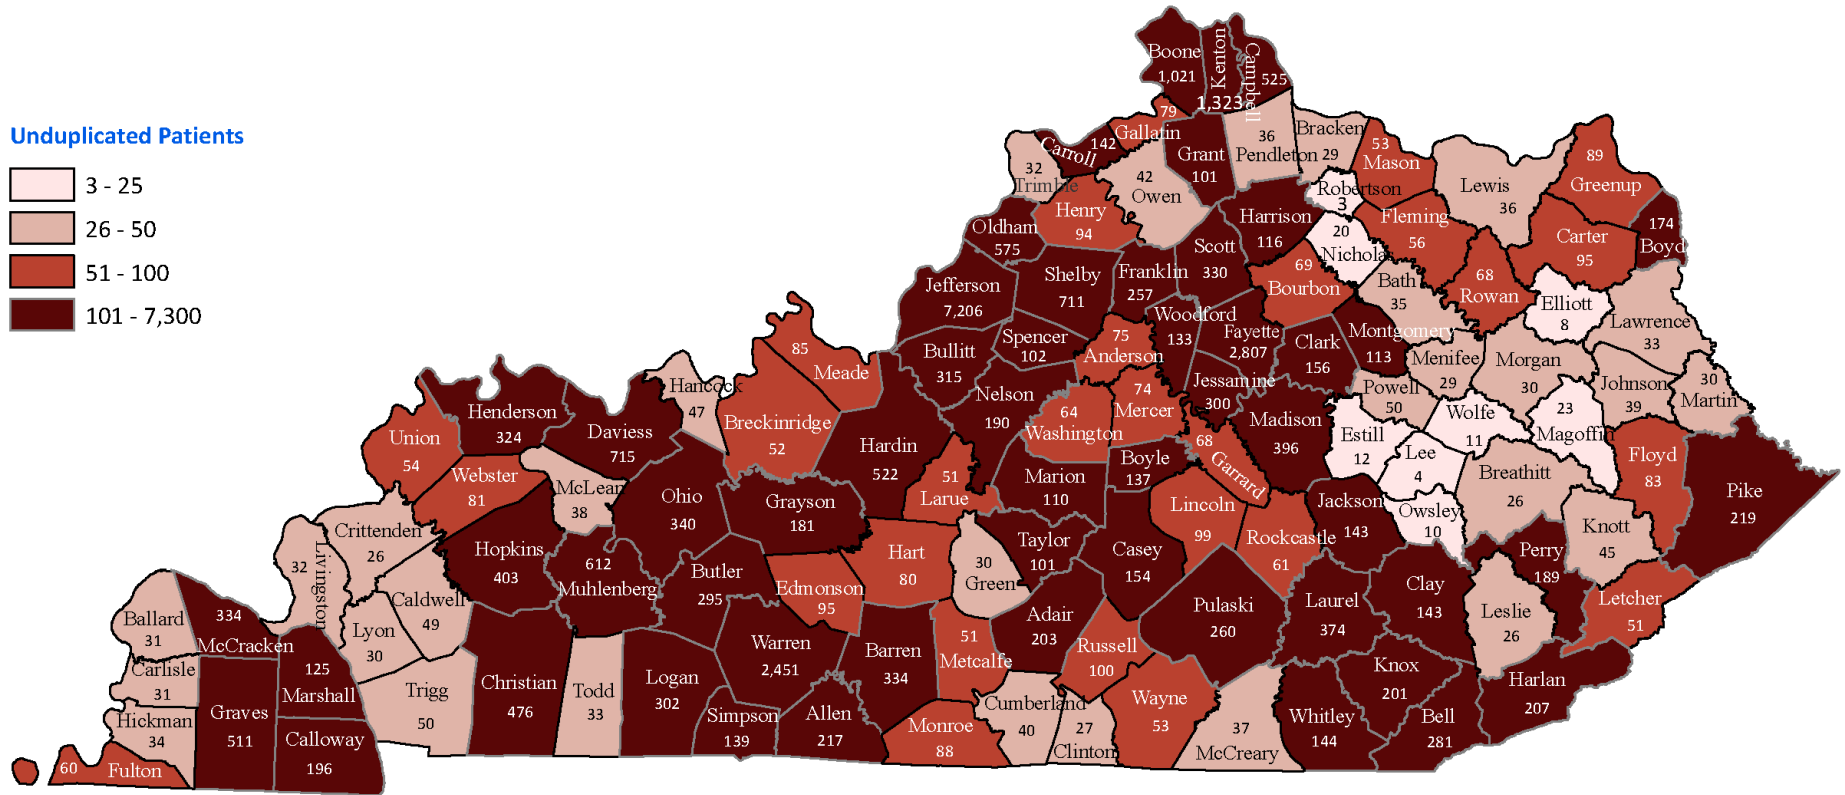 Unduplicated Patients
3 - 25
26 - 50
51 - 100
101 - 7,300
Boone
1,021
Kenton
1,323
Campbell
525
79
Gallatin
Carroll
142
32
Trimble
42
Owen
Grant
101
36
Pendleton
Bracken
29
53
Mason
Robertson
3
Lewis
36
89
Greenup
174
Boyd
Carter
95
Fleming
56
20
Nicholas
Harrison
116
Henry
94
Oldham
575
Scott
330
Franklin
257
Shelby
711
Jefferson
7,206
69
Bourbon
Bath
35
68
Rowan
Elliott
8
Lawrence
33
Woodford
133
Fayette
2,807
Clark
156
Montgomery
113
Menifee
29
Morgan
30
Johnson
39
30
Martin
Spencer
102
75
Anderson
Bullitt
315
Nelson
190
74
Mercer
Jessamine
300
Madison
396
Powell
50
Wolfe
11
23
Magoffin
Estill
12
Lee
4
Owsley
10
Breathitt
26
Floyd
83
Pike
219
Knott
45
64
Washington
68
Garrard
Boyle
137
Marion
110
Lincoln
99
Rockcastle
61
Jackson
143
Perry
189
Letcher
51
Leslie
26
Clay
143
Laurel
374
Pulaski
260
Casey
154
Taylor
101
30
Green
Adair
203
Russell
100
Wayne
53
37
McCreary
Whitley
144
Knox
201
Bell
281
Harlan
207
27
Clinton
Cumberland
40
51
Metcalfe
Monroe
88
Barren
334
Allen
217
Warren
2,451
Simpson
139
Logan
302
Todd
33
Christian
476
Trigg
50
Edmonson
95
Hart
80
51
Larue
Hardin
522
Grayson
181
85
Meade
Breckinridge
52
Hancock
47
Daviess
715
Ohio
340
Butler
295
612
Muhlenberg
McLean
38
Henderson
324
Union
54
Webster
81
Hopkins
403
Crittenden
26
32
Livingston
Caldwell
49
Lyon
30
Ballard
31
334
McCracken
125
Marshall
Carlisle
31
Hickman
34
60
Fulton
Graves
511
Calloway
196